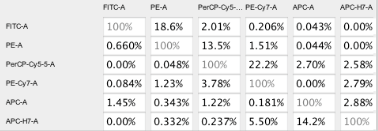 FITC-A PE-A PerCP-Cy5-... PE-Cy7-A APC-A APC-H7-A
FITC-A 100% 18.6% 2.01% 0.206% 0.043% 0.00%
PE-A 0.660% 100% 13.5% 1.51% 0.044% 0.00%
PerCP-Cy5-5-A 0.00% 0.048% 100% 22.2% 2.70% 2.58%
PE-Cy7-A 0.084% 1.23% 3.78% 100% 0.00% 2.79%
APC-A 1.45% 0.343% 1.22% 0.181% 100% 2.88%
APC-H7-A 0.00% 0.332% 0.237% 5.50% 14.2% 100%